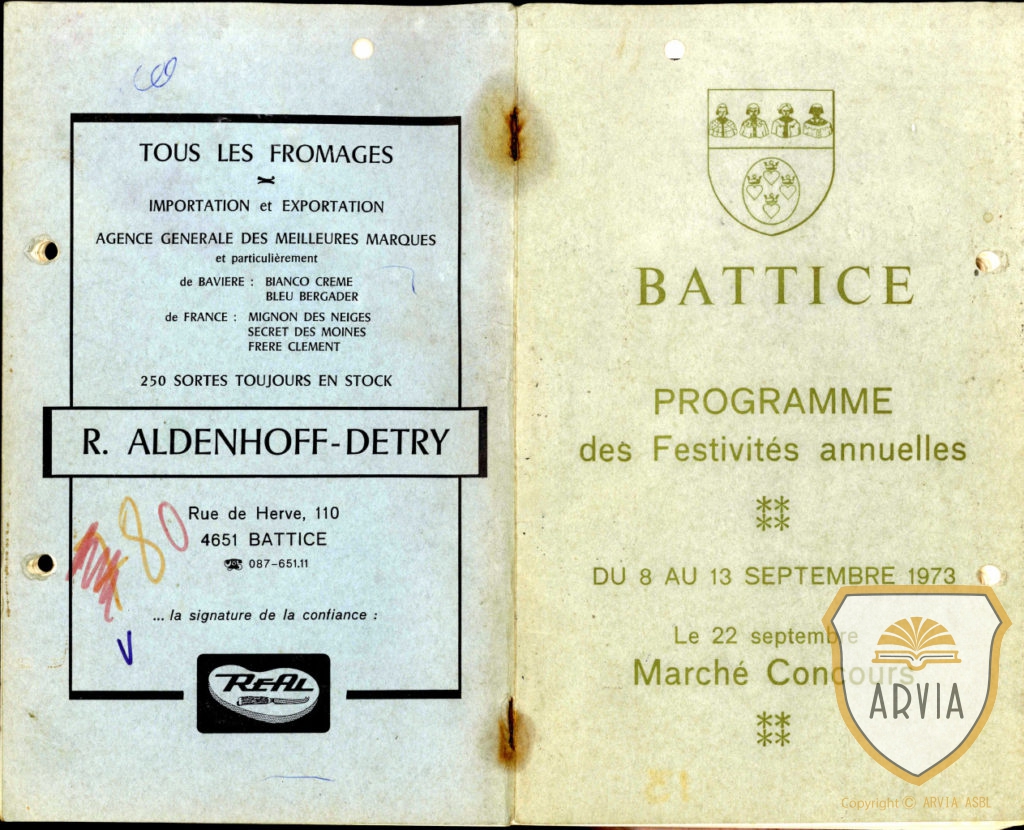 TOUS LES FROMAGES
IMPORTATION et EXPORTATION
AGENCE GENERALE DES MEILLEURES MARQUES
et particulièrement
de BAVIERE : BIANCO CREME
BLEU BERGADER
de FRANCE : MIGNON DES NEIGES
SECRET DES MOINES
FRERE CLEMENT
250 SORTES TOUJOURS EN STOCK
R. ALDENHOFF-DETRY
80
Rue de Herve, 110
4651 BATTICE
☎ 087-651.11
... la signature de la confiance :
REAL
BATTICE
PROGRAMME
des Festivités annuelles
**
**
DU 8 AU 13 SEPTEMBRE 1973
Le 22 septembre
Marché Concours
**
**
ARVIA
Copyright © ARVIA ASBL